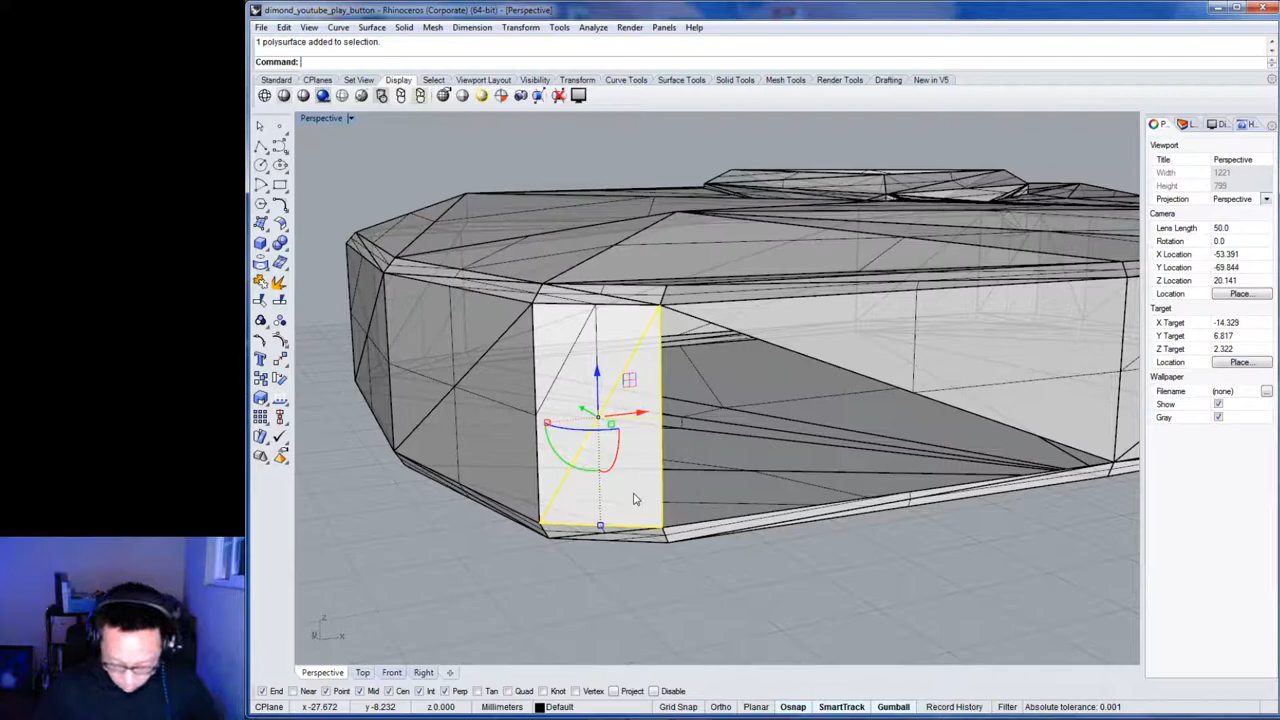 dimond_youtube_play_button - Rhinoceros (Corporate) (64-bit) - [Perspective]
File Edit View Curve Surface Solid Mesh Dimension Transform Tools Analyze Render Panels Help
1 polysurface added to selection.
Command:
Standard CPlanes Set View Display Select Viewport Layout Visibility Transform Curve Tools Surface Tools Solid Tools Mesh Tools Render Tools Drafting New in V5
Perspective
P... L... Di... H...
Viewport
Title Perspective
Width 1221
Height 799
Projection Perspective
Camera
Lens Length 50.0
Rotation 0.0
X Location -53.391
Y Location -69.844
Z Location 20.141
Location Place...
Target
X Target -14.329
Y Target 6.817
Z Target 2.322
Location Place...
Wallpaper
Filename (none) ...
Show
Gray
z
y x
Perspective Top Front Right
End Near Point Mid Cen Int Perp Tan Quad Knot Vertex Project Disable
CPlane x -27.672 y -8.232 z 0.000 Millimeters Default Grid Snap Ortho Planar Osnap SmartTrack Gumball Record History Filter Absolute tolerance: 0.001